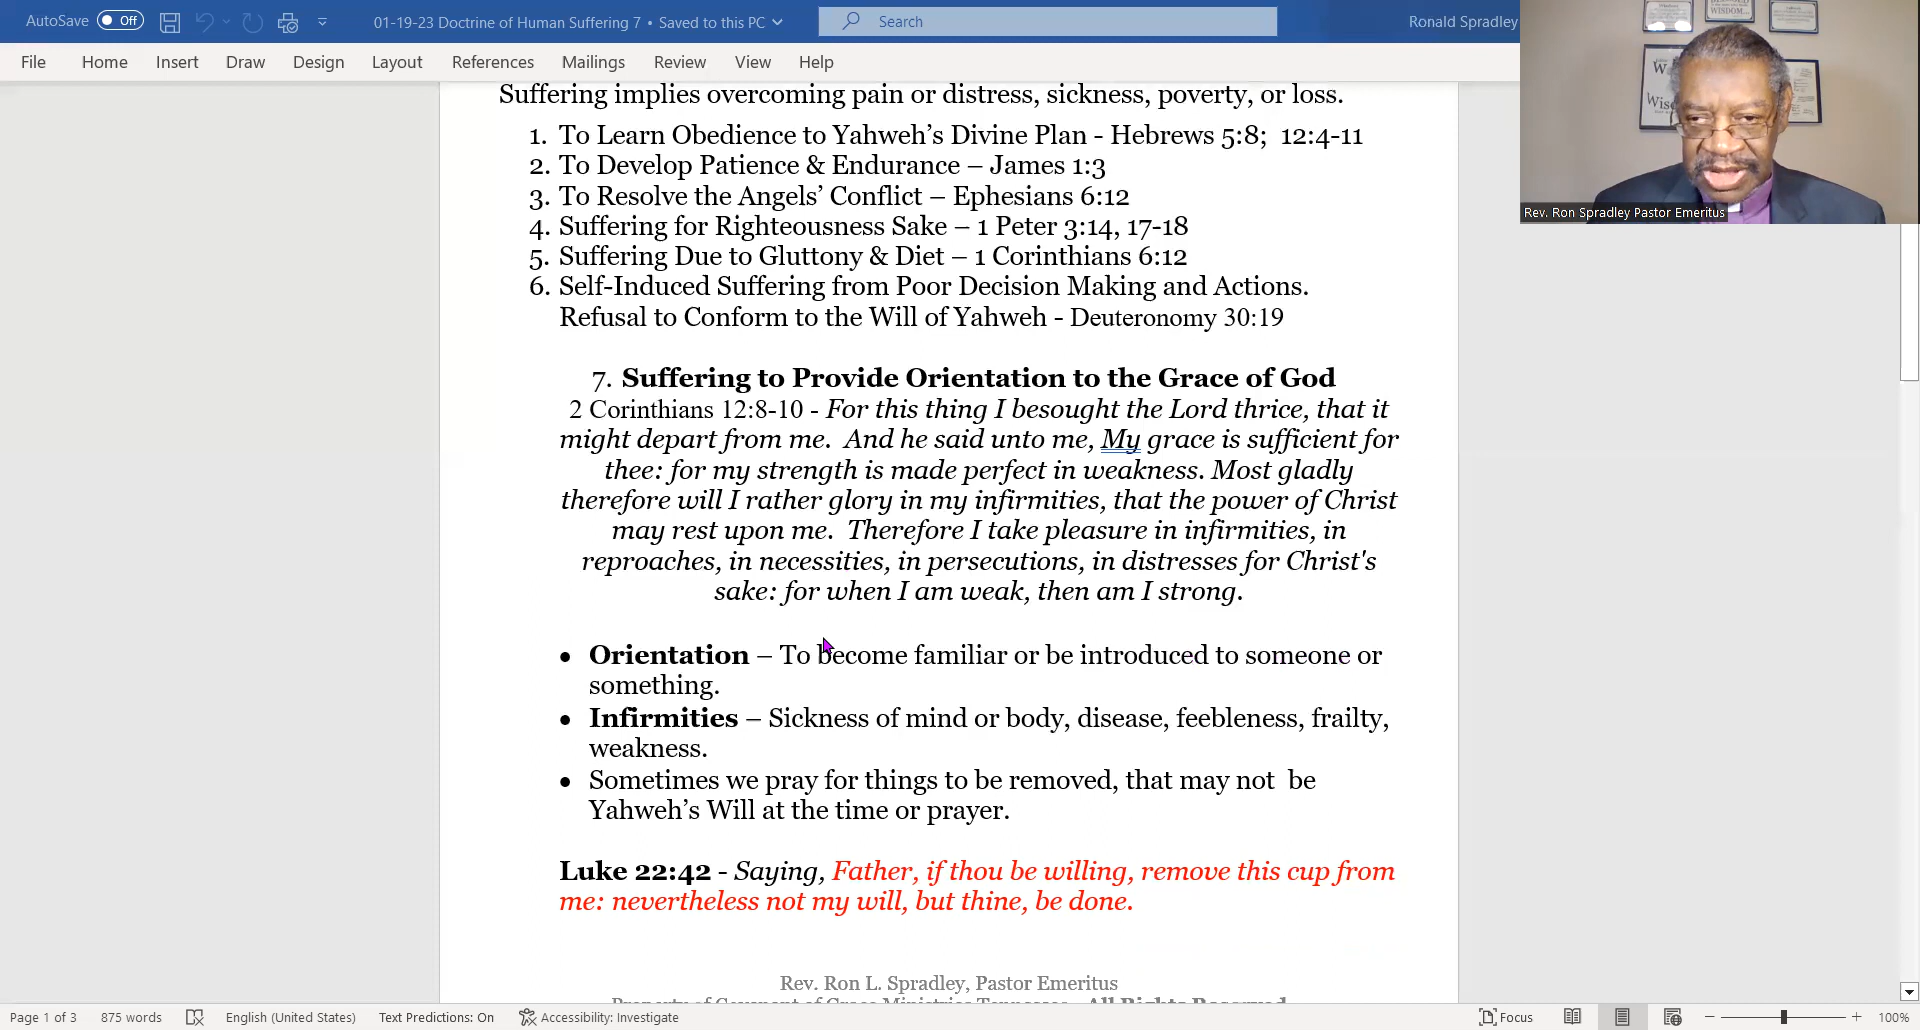 AutoSave Off 01-19-23 Doctrine of Human Suffering 7 • Saved to this PC Search Ronald Spradley
File Home Insert Draw Design Layout References Mailings Review View Help
Suffering implies overcoming pain or distress, sickness, poverty, or loss.
1. To Learn Obedience to Yahweh’s Divine Plan - Hebrews 5:8; 12:4-11
2. To Develop Patience & Endurance – James 1:3
3. To Resolve the Angels’ Conflict – Ephesians 6:12
4. Suffering for Righteousness Sake – 1 Peter 3:14, 17-18
5. Suffering Due to Gluttony & Diet – 1 Corinthians 6:12
6. Self-Induced Suffering from Poor Decision Making and Actions.
Refusal to Conform to the Will of Yahweh - Deuteronomy 30:19
7. Suffering to Provide Orientation to the Grace of God
2 Corinthians 12:8-10 - For this thing I besought the Lord thrice, that it
might depart from me. And he said unto me, My grace is sufficient for
thee: for my strength is made perfect in weakness. Most gladly
therefore will I rather glory in my infirmities, that the power of Christ
may rest upon me. Therefore I take pleasure in infirmities, in
reproaches, in necessities, in persecutions, in distresses for Christ's
sake: for when I am weak, then am I strong.
• Orientation – To become familiar or be introduced to someone or
something.
• Infirmities – Sickness of mind or body, disease, feebleness, frailty,
weakness.
• Sometimes we pray for things to be removed, that may not be
Yahweh’s Will at the time or prayer.
Luke 22:42 - Saying, Father, if thou be willing, remove this cup from
me: nevertheless not my will, but thine, be done.
Rev. Ron L. Spradley, Pastor Emeritus
Property of Covenant of Grace Ministries Tennessee All Rights Reserved
WISDOM...
Rev. Ron Spradley Pastor Emeritus
Page 1 of 3 875 words English (United States) Text Predictions: On Accessibility: Investigate Focus 100%